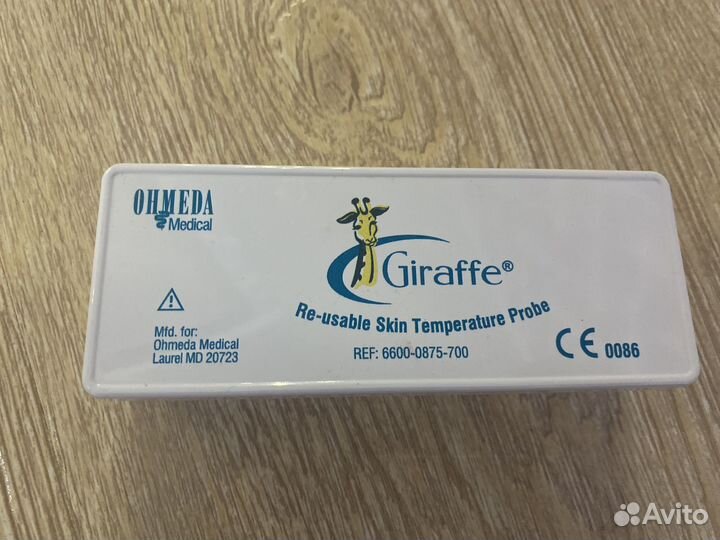 OHMEDA
Medical
Giraffe®
Re-usable Skin Temperature Probe
Mfd. for:
Ohmeda Medical
Laurel MD 20723
REF: 6600-0875-700
CE 0086
Avito